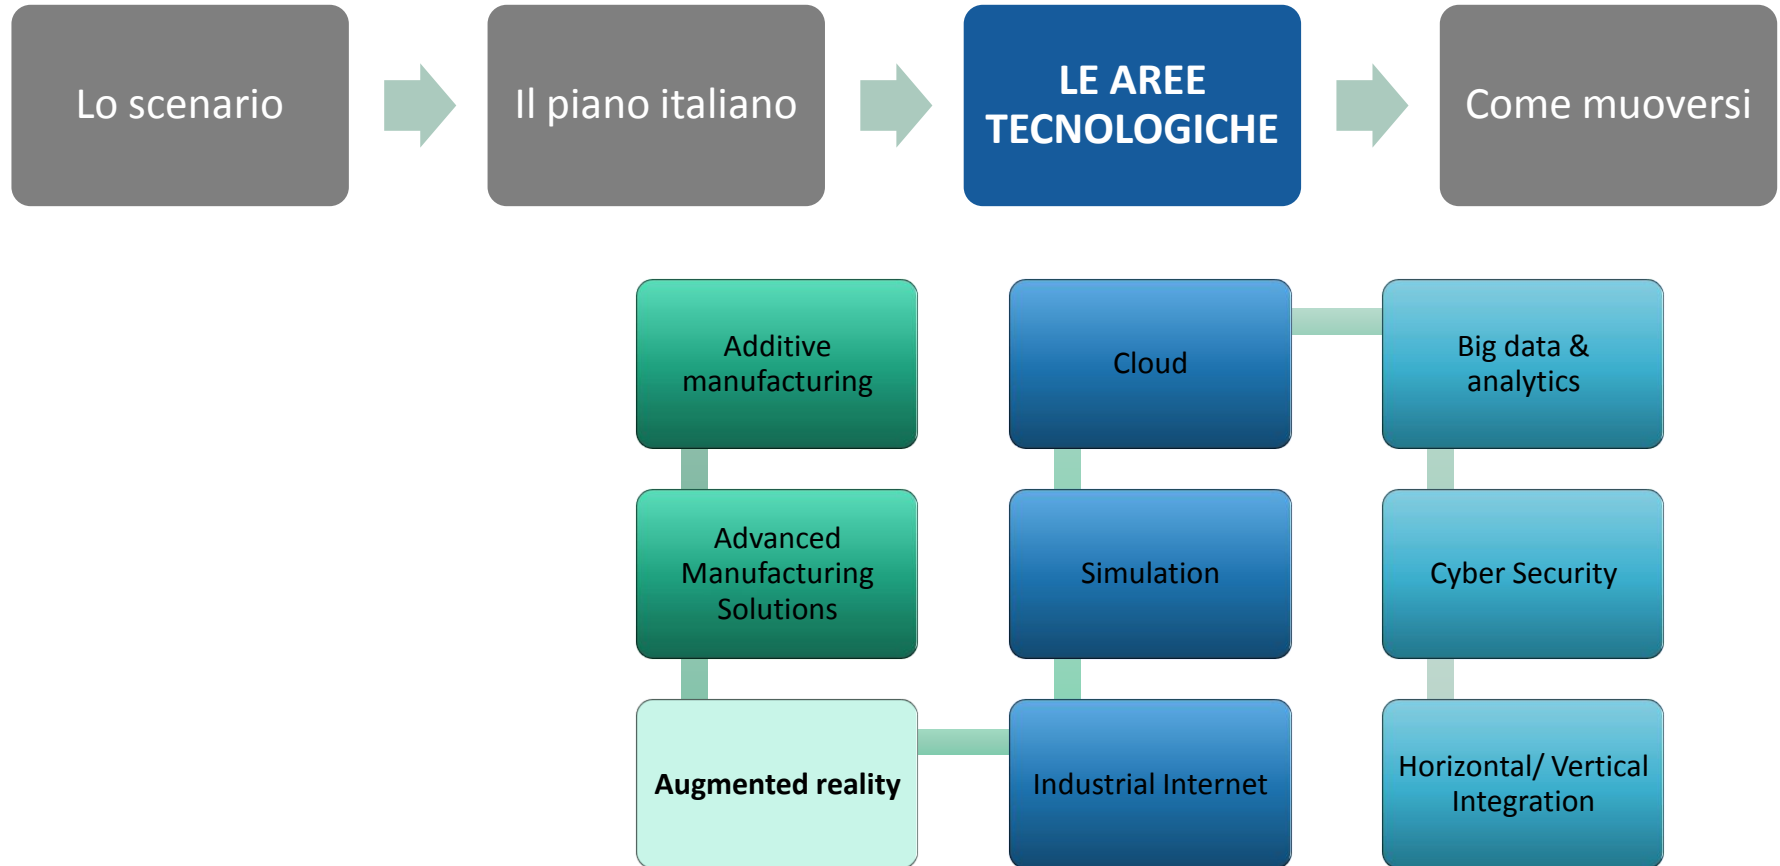 Lo scenario
Il piano italiano
LE AREE
TECNOLOGICHE
Come muoversi
Additive
manufacturing
Advanced
Manufacturing
Solutions
Augmented reality
Industrial Internet
Simulation
Cloud
Big data &
analytics
Cyber Security
Horizontal/ Vertical
Integration